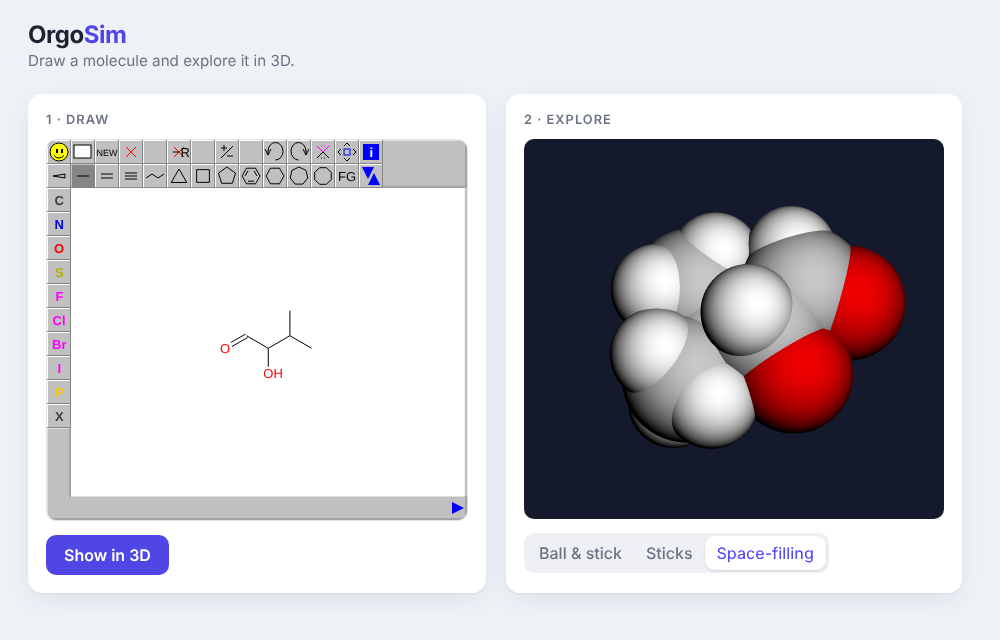 OrgoSim
Draw a molecule and explore it in 3D.
1 · DRAW
NEW
R
i
FG
C
N
O
S
F
Cl
Br
I
P
X
O
OH
Show in 3D
2 · EXPLORE
Ball & stick Sticks Space-filling